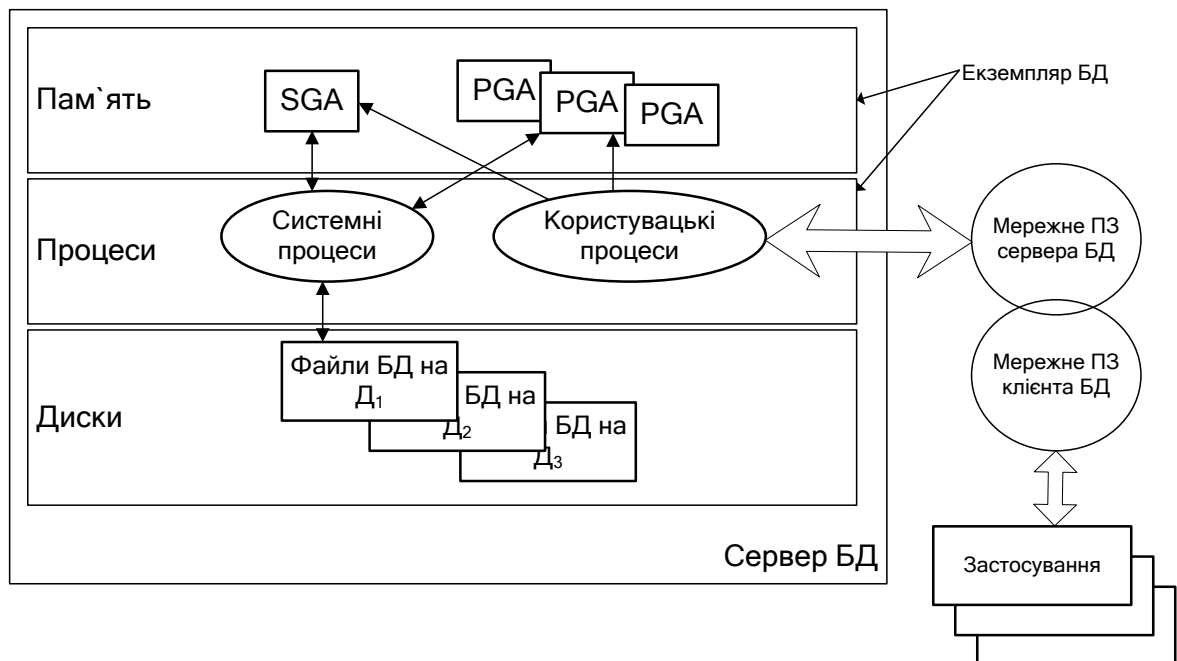 Пам`ять
SGA
PGA
PGA
PGA
Екземпляр БД
Процеси
Системні
процеси
Користувацькі
процеси
Мережне ПЗ
сервера БД
Мережне ПЗ
клієнта БД
Диски
Файли БД на
Д₁
БД на
Д₂
БД на
Д₃
Сервер БД
Застосування